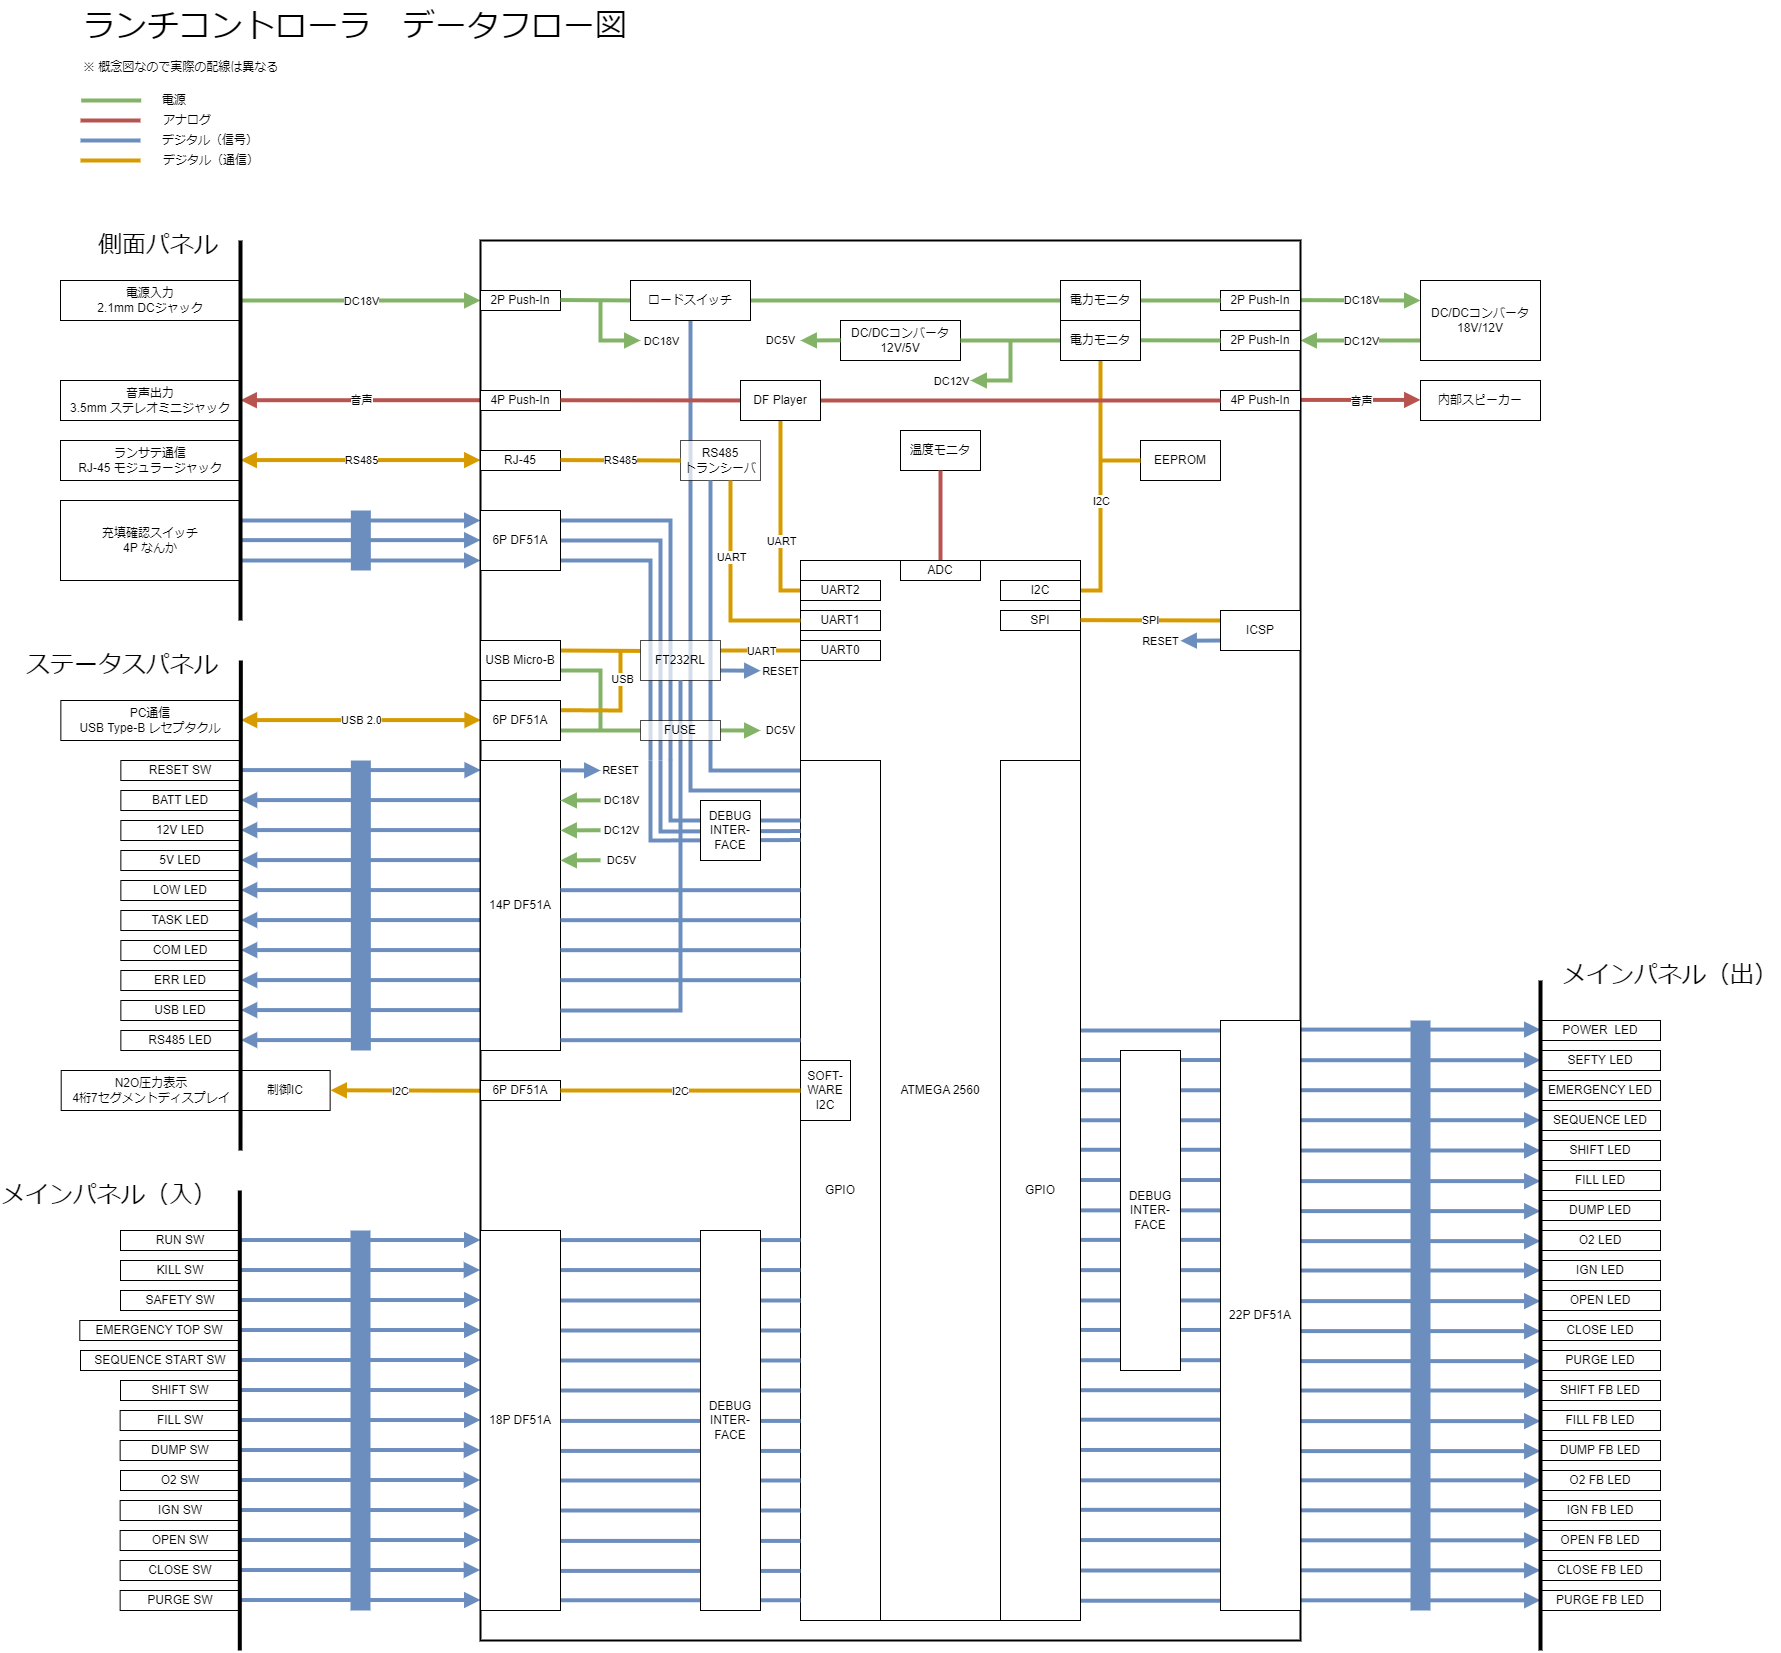 ランチコントローラ　データフロー図
※ 概念図なので実際の配線は異なる
電源
アナログ
デジタル（信号）
デジタル（通信）
側面パネル
電源入力
2.1mm DCジャック
DC18V
2P Push-In
ロードスイッチ
電力モニタ
2P Push-In
DC18V
DC/DCコンバータ
18V/12V
DC18V
DC5V
DC/DCコンバータ
12V/5V
電力モニタ
2P Push-In
DC12V
DC12V
音声出力
3.5mm ステレオミニジャック
音声
4P Push-In
DF Player
4P Push-In
音声
内部スピーカー
ランサテ通信
RJ-45 モジュラージャック
RS485
RJ-45
RS485
RS485
トランシーバ
温度モニタ
EEPROM
I2C
充填確認スイッチ
4P なんか
6P DF51A
UART
UART
ADC
UART2
I2C
UART1
SPI
SPI
ICSP
RESET
ステータスパネル
USB Micro-B
FT232RL
UART
UART0
RESET
USB
PC通信
USB Type-B レセプタクル
USB 2.0
6P DF51A
FUSE
DC5V
RESET SW
RESET
BATT LED
DC18V
12V LED
DC12V
5V LED
DC5V
DEBUG
INTER-
FACE
LOW LED
14P DF51A
TASK LED
COM LED
ERR LED
USB LED
RS485 LED
N2O圧力表示
4桁7セグメントディスプレイ
制御IC
I2C
6P DF51A
I2C
SOFT-
WARE
I2C
ATMEGA 2560
GPIO
GPIO
メインパネル（入）
RUN SW
KILL SW
SAFETY SW
EMERGENCY TOP SW
SEQUENCE START SW
SHIFT SW
FILL SW
DUMP SW
O2 SW
IGN SW
OPEN SW
CLOSE SW
PURGE SW
18P DF51A
DEBUG
INTER-
FACE
DEBUG
INTER-
FACE
22P DF51A
メインパネル（出）
POWER LED
SEFTY LED
EMERGENCY LED
SEQUENCE LED
SHIFT LED
FILL LED
DUMP LED
O2 LED
IGN LED
OPEN LED
CLOSE LED
PURGE LED
SHIFT FB LED
FILL FB LED
DUMP FB LED
O2 FB LED
IGN FB LED
OPEN FB LED
CLOSE FB LED
PURGE FB LED